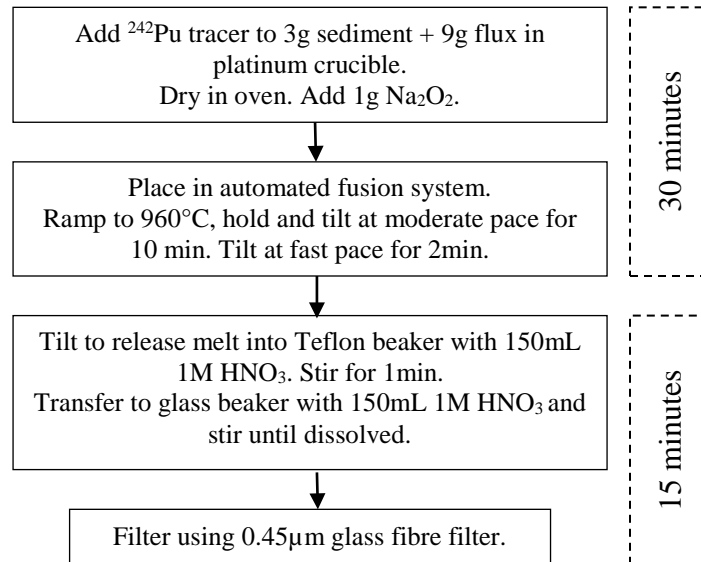 Add ²⁴²Pu tracer to 3g sediment + 9g flux in
platinum crucible.
Dry in oven. Add 1g Na₂O₂.
30 minutes
Place in automated fusion system.
Ramp to 960°C, hold and tilt at moderate pace for
10 min. Tilt at fast pace for 2min.
Tilt to release melt into Teflon beaker with 150mL
1M HNO₃. Stir for 1min.
Transfer to glass beaker with 150mL 1M HNO₃ and
stir until dissolved.
15 minutes
Filter using 0.45µm glass fibre filter.